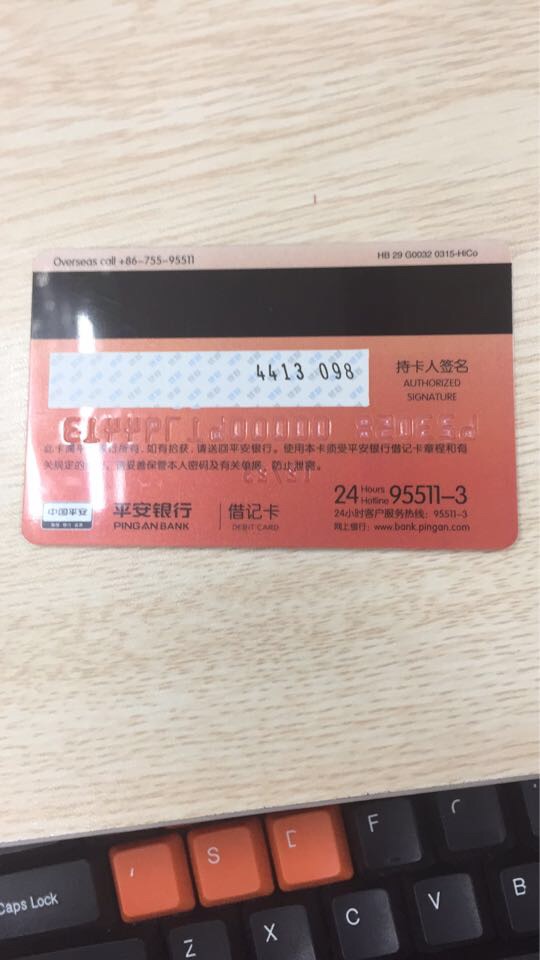 Overseas call +86-755-95511
HB 29 G0032 0315-HiCo
4413 098
持卡人签名
AUTHORIZED
SIGNATURE
此卡属平安银行所有，如有拾获，请送回平安银行。使用本卡须受平安银行借记卡章程和有
关规定的 请妥善保管本人密码及有关单据，防止泄密。
中国平安
平安银行
PING AN BANK
借记卡
DEBIT CARD
24 Hours Hotline 95511-3
24小时客户服务热线：95511-3
网上银行：www.bank.pingan.com
S D F
Caps Lock
Z X C V B